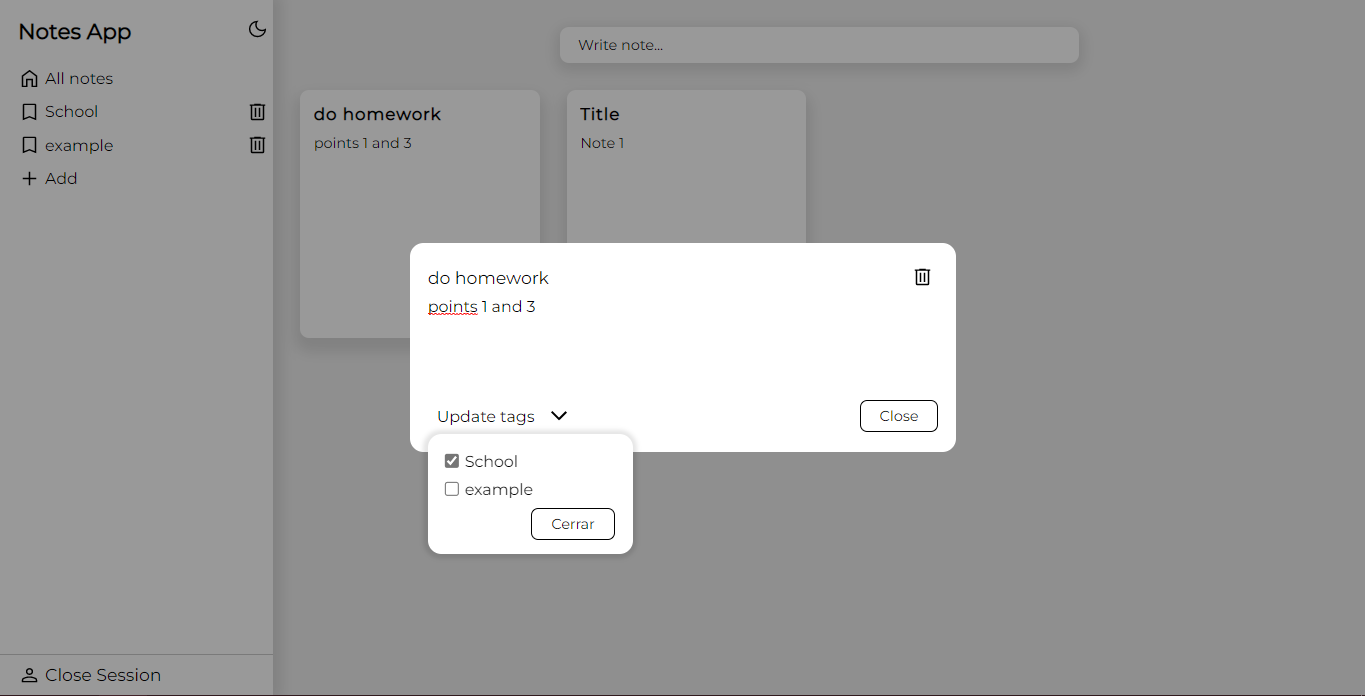 Notes App
All notes
School
example
Add
Close Session
Write note...
do homework
points 1 and 3
Title
Note 1
do homework
points 1 and 3
Update tags
Close
School
example
Cerrar